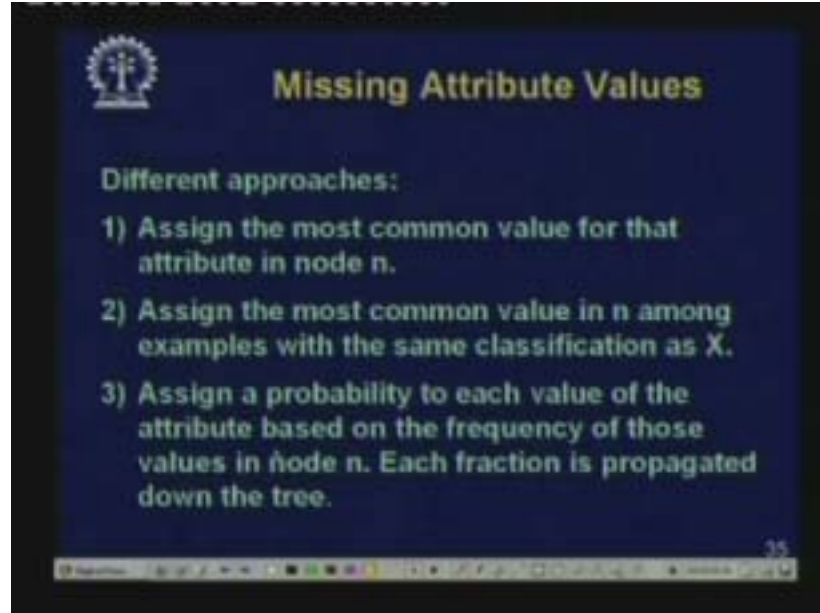 Missing Attribute Values
Different approaches:
1) Assign the most common value for that
attribute in node n.
2) Assign the most common value in n among
examples with the same classification as X.
3) Assign a probability to each value of the
attribute based on the frequency of those
values in node n. Each fraction is propagated
down the tree.
35